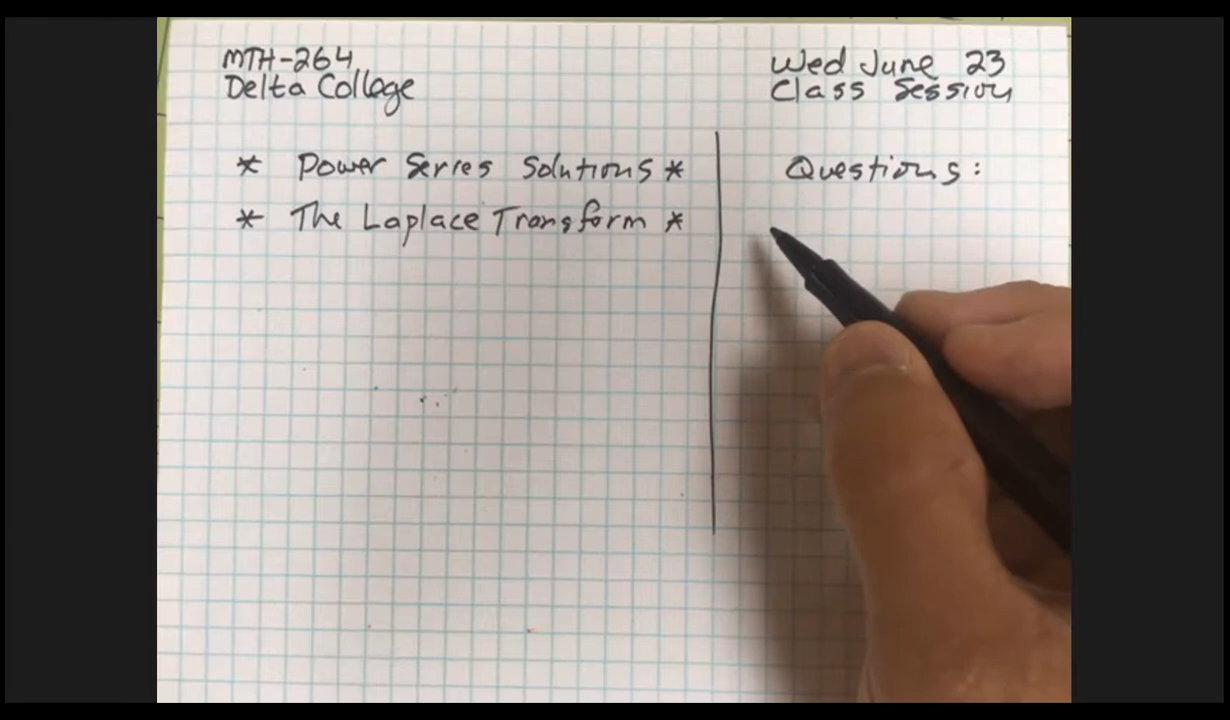 MTH-264
Delta College
Wed June 23
Class Session
* Power Series Solutions *
* The Laplace Transform *
Questions: